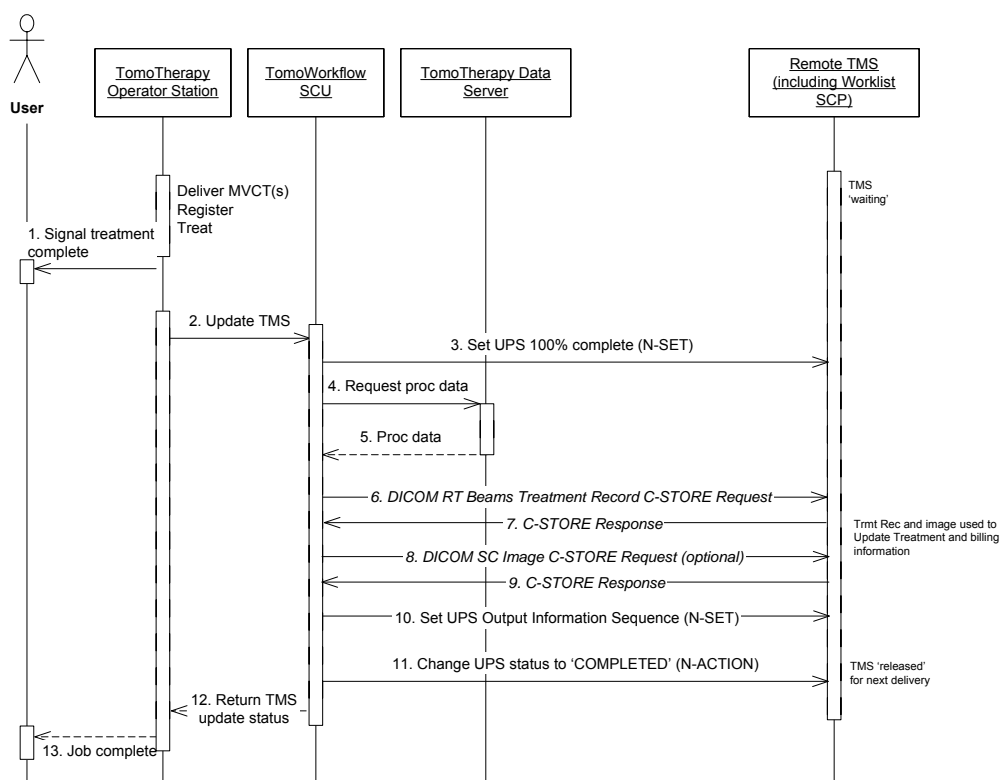 User
TomoTherapy
Operator Station
TomoWorkflow
SCU
TomoTherapy Data
Server
Remote TMS
(including Worklist
SCP)
Deliver MVCT(s)
Register
Treat
TMS
'waiting'
1. Signal treatment
complete
2. Update TMS
3. Set UPS 100% complete (N-SET)
4. Request proc data
5. Proc data
6. DICOM RT Beams Treatment Record C-STORE Request
7. C-STORE Response
Trmt Rec and image used to
Update Treatment and billing
information
8. DICOM SC Image C-STORE Request (optional)
9. C-STORE Response
10. Set UPS Output Information Sequence (N-SET)
11. Change UPS status to 'COMPLETED' (N-ACTION)
TMS 'released'
for next delivery
12. Return TMS
update status
13. Job complete